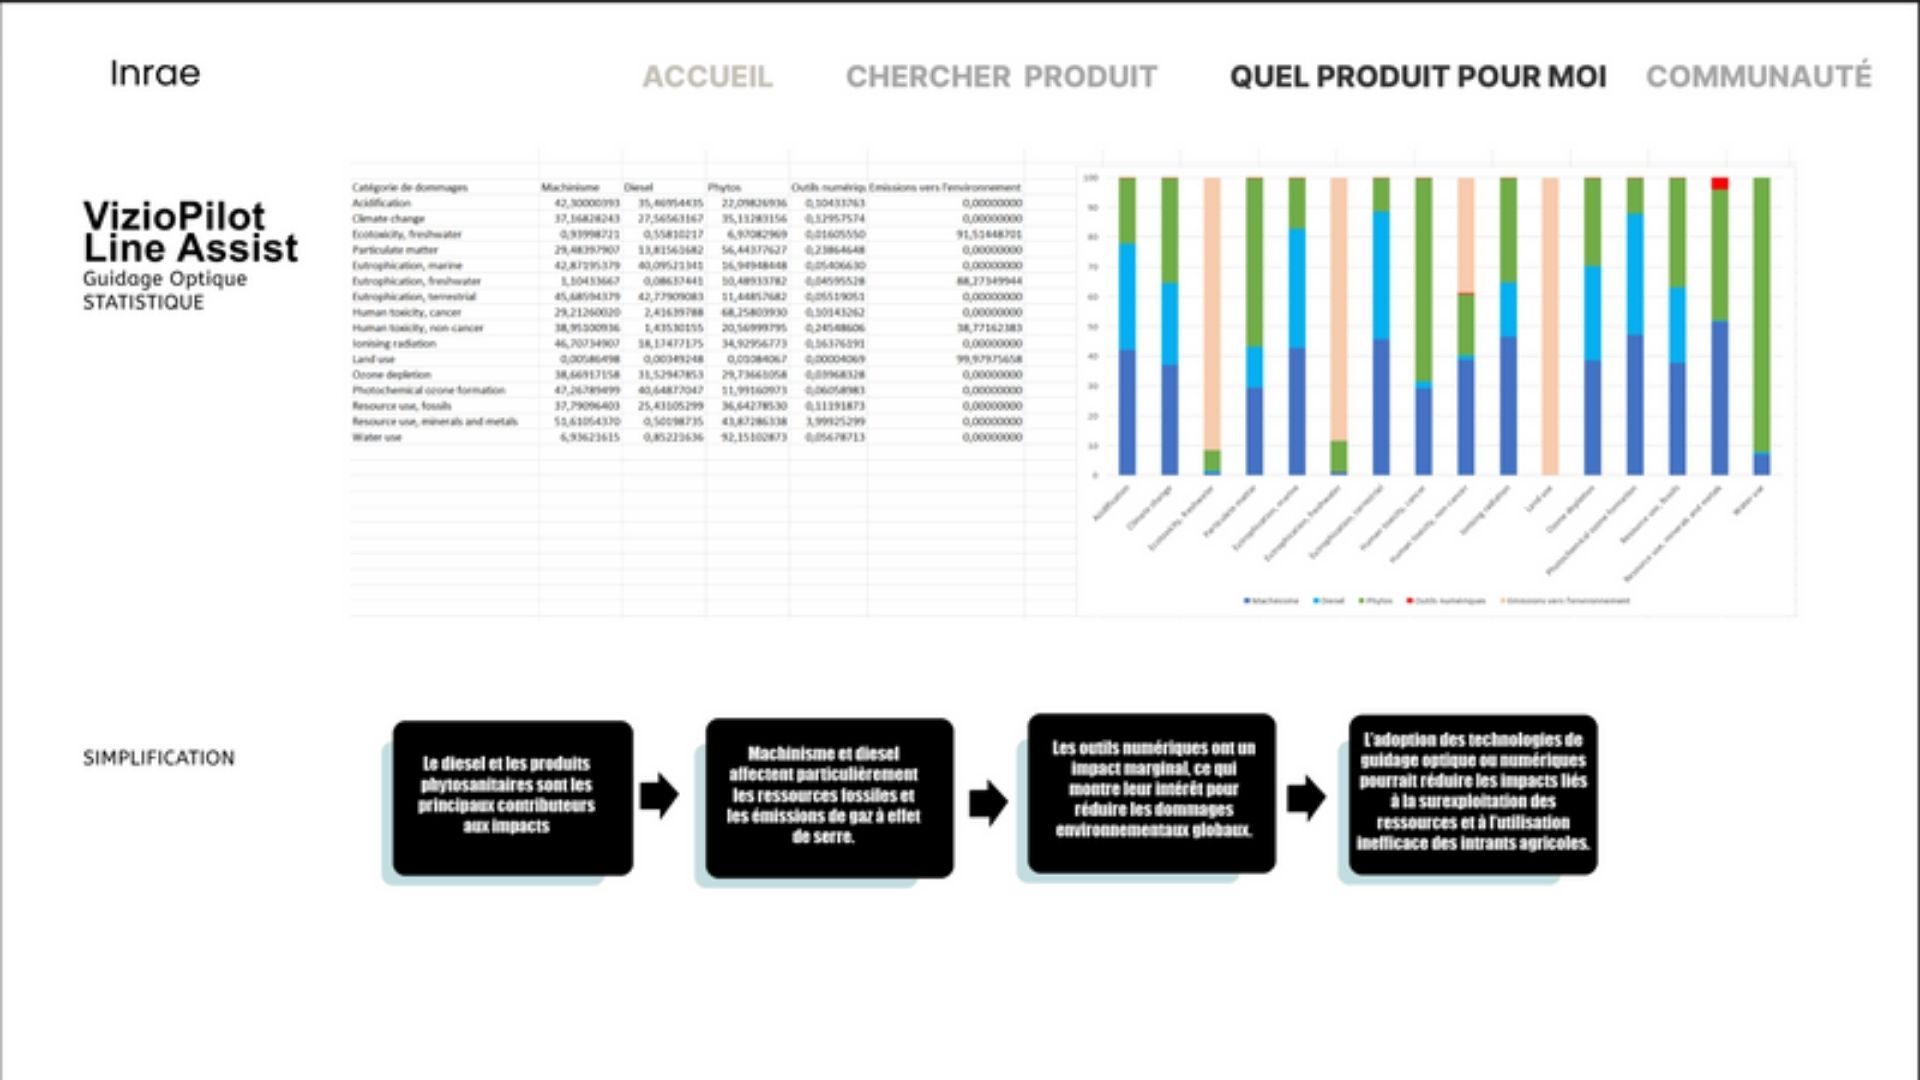 Inrae
ACCUEIL
CHERCHER PRODUIT
QUEL PRODUIT POUR MOI
COMMUNAUTÉ
VizioPilot
Line Assist
Guidage Optique
STATISTIQUE
Catégorie de dommages Machinisme Diesel Phytos Outils numériq Emissions vers l'environnement
Acidification 42,30000393 35,46954435 22,09826936 0,10433763 0,00000000
Climate change 37,16828243 27,56563167 35,11283156 0,12957574 0,00000000
Ecotoxicity, freshwater 0,93998721 0,55810217 6,97082969 0,01605550 91,51448701
Particulate matter 29,48397907 13,81561682 56,44377627 0,23864648 0,00000000
Eutrophication, marine 42,87195379 40,09521341 16,94948448 0,05406630 0,00000000
Eutrophication, freshwater 1,10433667 0,08637441 10,48933782 0,04595528 88,27349944
Eutrophication, terrestrial 45,68594379 42,77909083 11,44857682 0,05519051 0,00000000
Human toxicity, cancer 29,21260020 2,41639788 68,25803930 0,10143262 0,00000000
Human toxicity, non-cancer 38,95100936 1,43530155 20,56999795 0,24548606 38,77162383
Ionising radiation 46,70734907 18,17477175 34,92956773 0,16376191 0,00000000
Land use 0,00586498 0,00349248 0,01084067 0,00004069 99,97975658
Ozone depletion 38,66917158 31,52947853 29,73661058 0,03968328 0,00000000
Photochemical ozone formation 47,26789499 40,64877047 11,99160973 0,06058983 0,00000000
Resource use, fossils 37,79096403 25,43105299 36,64278530 0,11191873 0,00000000
Resource use, minerals and metals 51,61054370 0,50198735 43,87286338 3,99925299 0,00000000
Water use 6,93621615 0,85221636 92,15102873 0,05678713 0,00000000
100
90
80
70
60
50
40
30
20
10
0
Acidification
Climate change
Ecotoxicity, freshwater
Particulate matter
Eutrophication, marine
Eutrophication, freshwater
Eutrophication, terrestrial
Human toxicity, cancer
Human toxicity, non-cancer
Ionising radiation
Land use
Ozone depletion
Photochemical ozone formation
Resource use, fossils
Resource use, minerals and metals
Water use
Machinisme Diesel Phytos Outils numériques Emissions vers l'environnement
SIMPLIFICATION
Le diesel et les produits
phytosanitaires sont les
principaux contributeurs
aux impacts
Machinisme et diesel
affectent particulièrement
les ressources fossiles et
les émissions de gaz à effet
de serre.
Les outils numériques ont un
impact marginal, ce qui
montre leur intérêt pour
réduire les dommages
environnementaux globaux.
L'adoption des technologies de
guidage optique ou numériques
pourrait réduire les impacts liés
à la surexploitation des
ressources et à l'utilisation
inefficace des intrants agricoles.